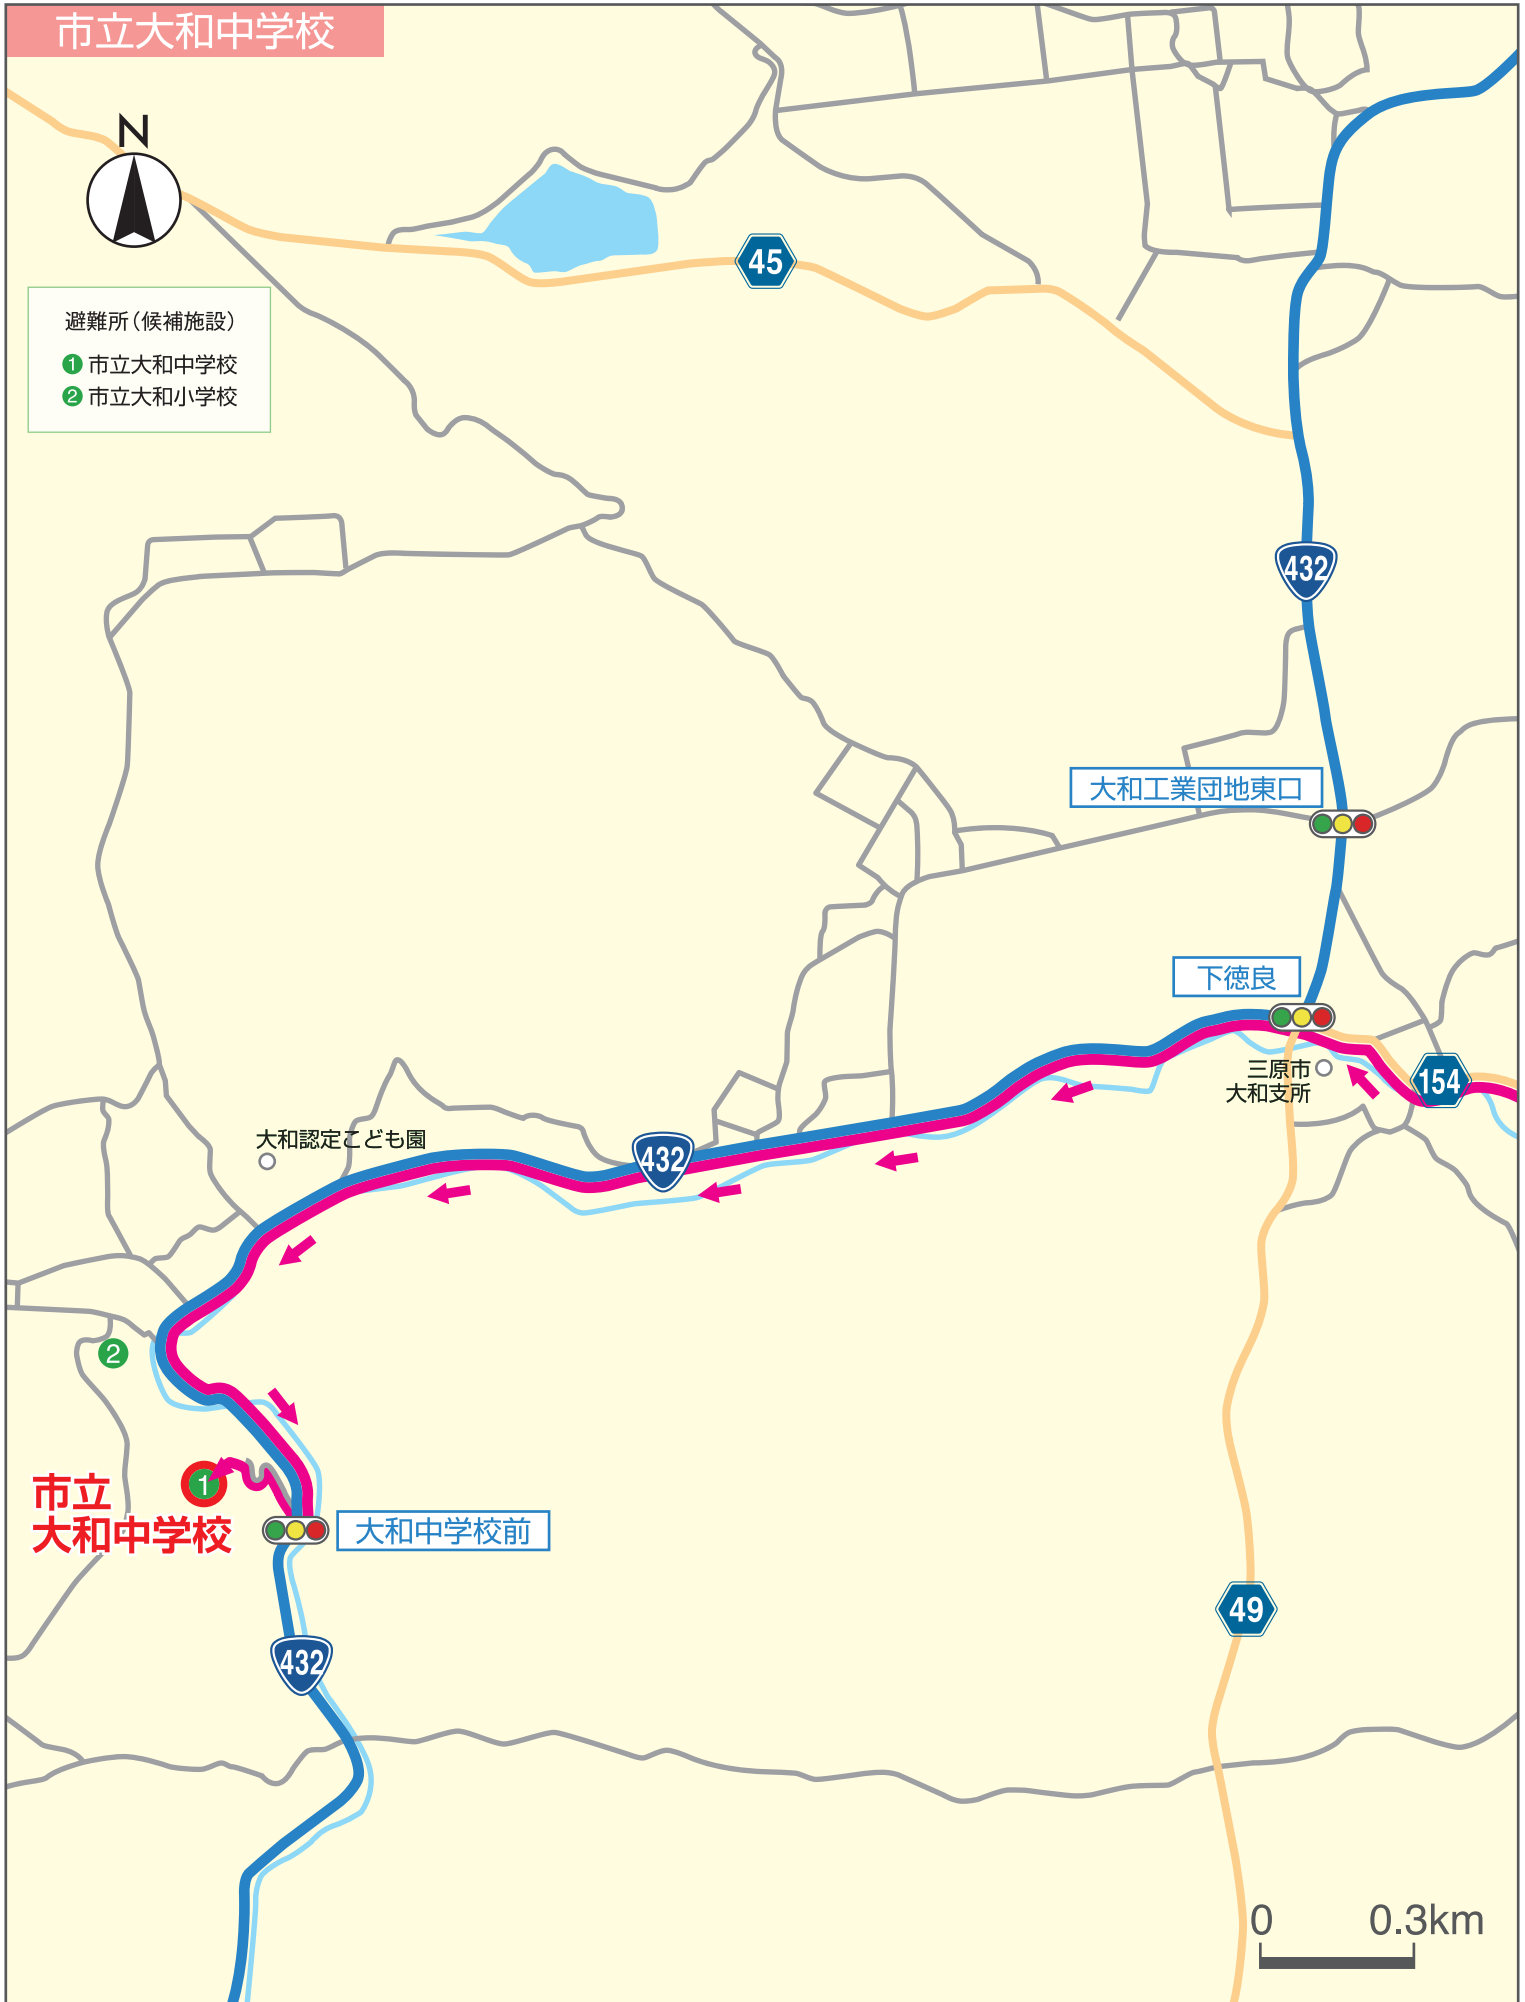 市立大和中学校
N
45
避難所（候補施設）
1 市立大和中学校
2 市立大和小学校
432
大和工業団地東口
下徳良
三原市
大和支所
154
大和認定こども園
432
2
1
市立
大和中学校
大和中学校前
49
432
0 0.3km